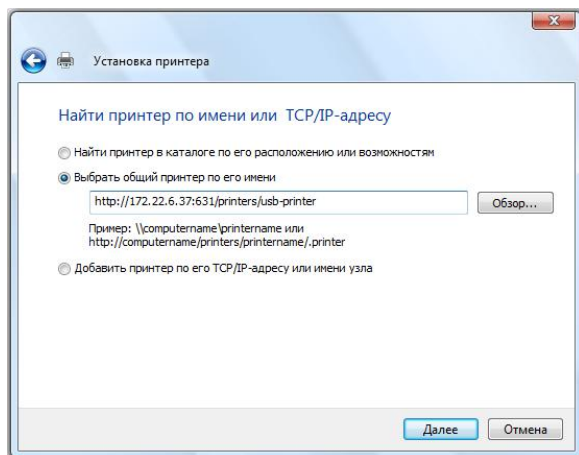 Установка принтера
Найти принтер по имени или TCP/IP-адресу
Найти принтер в каталоге по его расположению или возможностям
Выбрать общий принтер по его имени
http://172.22.6.37:631/printers/usb-printer
Обзор...
Пример: \\computername\printername или
http://computername/printers/printername/.printer
Добавить принтер по его TCP/IP-адресу или имени узла
Далее
Отмена